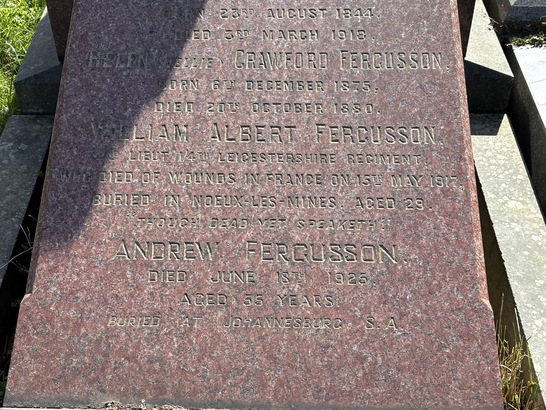 BORN 23RD AUGUST 1844.
DIED 3RD MARCH 1918.
HELEN (NELLIE) CRAWFORD FERGUSSON.
BORN 6TH DECEMBER 1875.
DIED 20TH OCTOBER 1880.
WILLIAM ALBERT FERGUSSON.
LIEUT 1/4TH LEICESTERSHIRE REGIMENT.
WHO DIED OF WOUNDS IN FRANCE ON 15TH MAY 1917.
BURIED IN NOEUX-LES-MINES. AGED 29.
"THOUGH DEAD YET SPEAKETH"
ANDREW FERGUSSON.
DIED JUNE 18TH 1925.
AGED 55 YEARS.
BURIED AT JOHANNESBURG S.A.